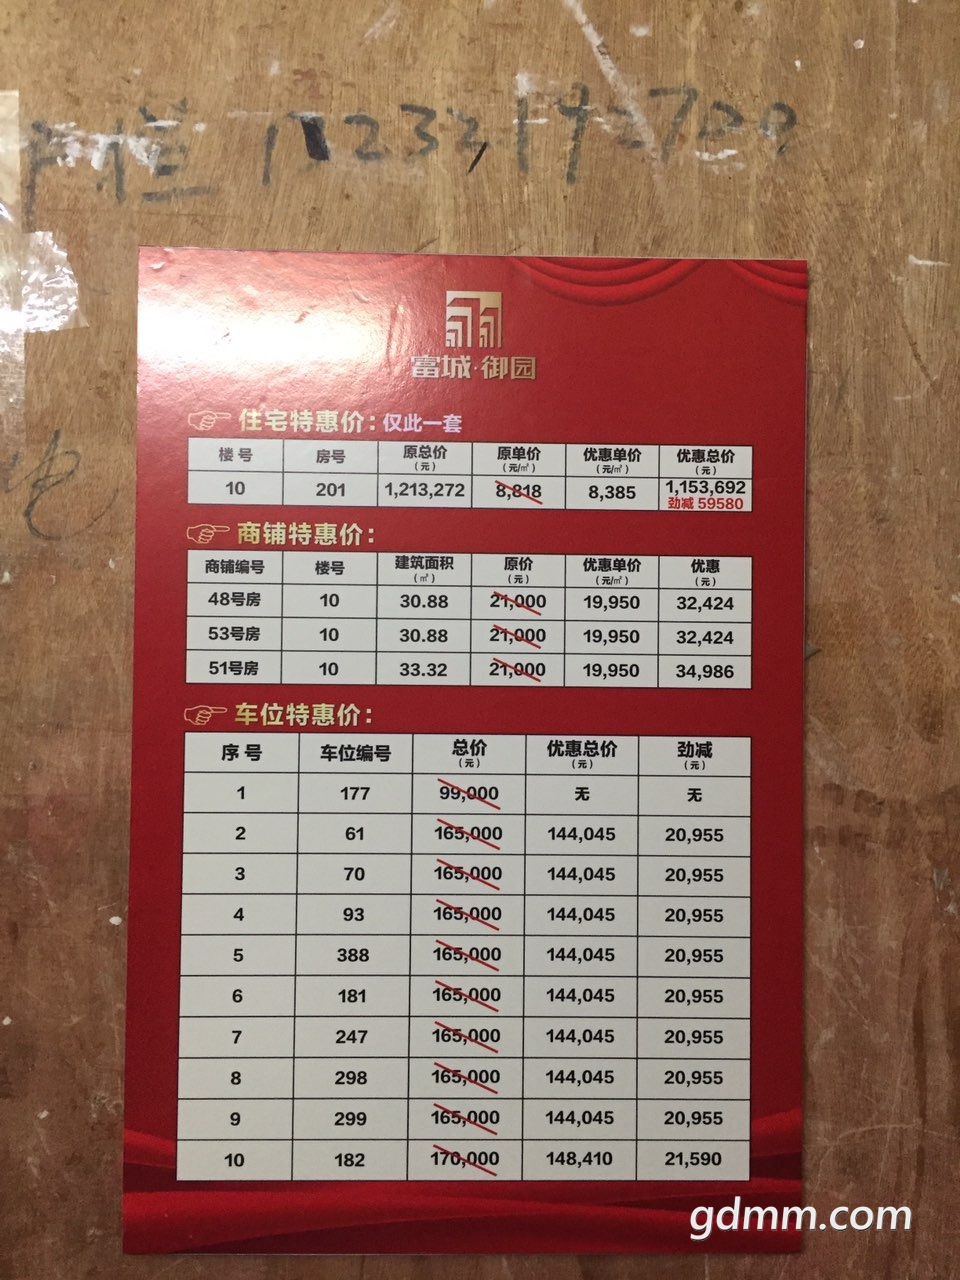 富城·御园
住宅特惠价：仅此一套
楼号 房号 原总价（元） 原单价（元/㎡） 优惠单价（元/㎡） 优惠总价（元）
10 201 1,213,272 8,818 8,385 1,153,692 劲减 59580
商铺特惠价：
商铺编号 楼号 建筑面积（㎡） 原价（元） 优惠单价（元/㎡） 优惠（元）
48号房 10 30.88 21,000 19,950 32,424
53号房 10 30.88 21,000 19,950 32,424
51号房 10 33.32 21,000 19,950 34,986
车位特惠价：
序号 车位编号 总价（元） 优惠总价（元） 劲减（元）
1 177 99,000 无 无
2 61 165,000 144,045 20,955
3 70 165,000 144,045 20,955
4 93 165,000 144,045 20,955
5 388 165,000 144,045 20,955
6 181 165,000 144,045 20,955
7 247 165,000 144,045 20,955
8 298 165,000 144,045 20,955
9 299 165,000 144,045 20,955
10 182 170,000 148,410 21,590
gdmm.com